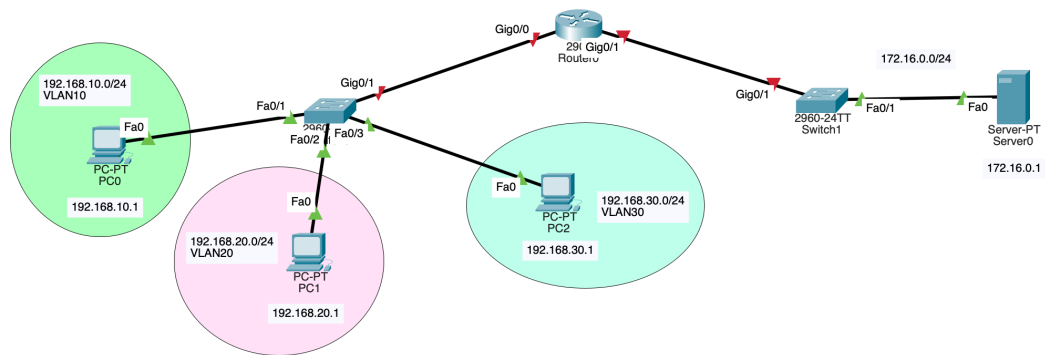 Gig0/0
Gig0/1
Router0
172.16.0.0/24
192.168.10.0/24
VLAN10
Gig0/1
Gig0/1
Fa0/1
Fa0/1
Fa0
Fa0
2960-24TT
Switch1
Server-PT
Server0
Fa0/2
Fa0/3
PC-PT
PC0
172.16.0.1
Fa0
Fa0
192.168.10.1
192.168.30.0/24
VLAN30
PC-PT
PC2
192.168.20.0/24
VLAN20
192.168.30.1
PC-PT
PC1
192.168.20.1